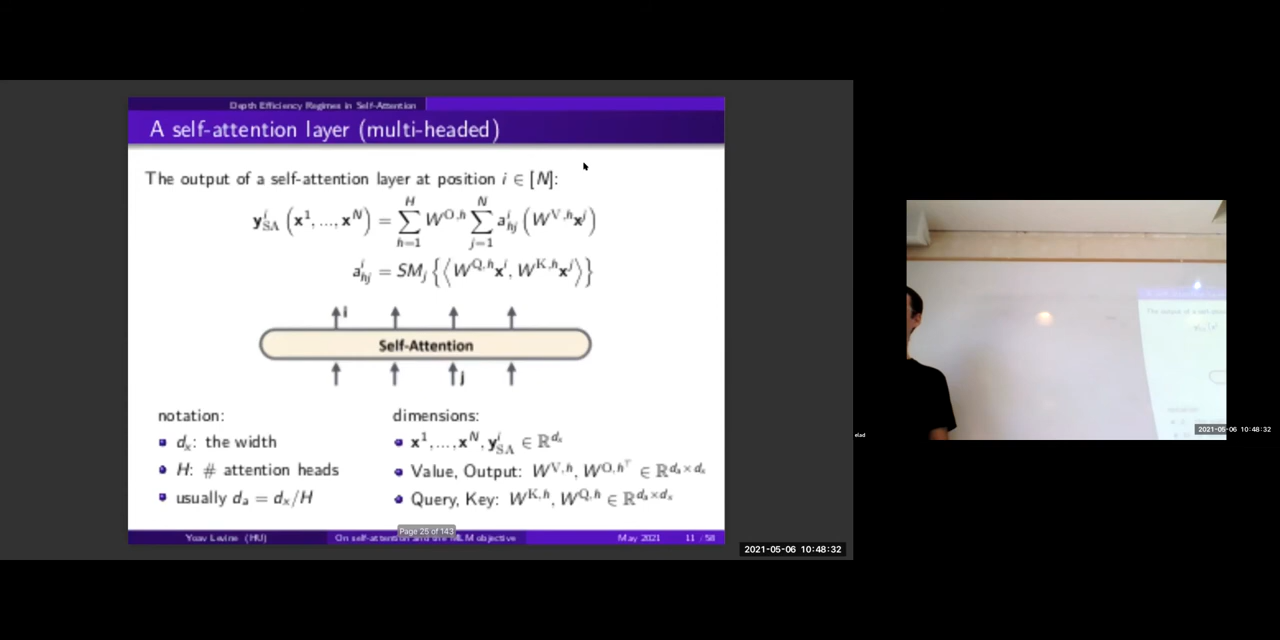 Depth Efficiency Regimes in Self-Attention
A self-attention layer (multi-headed)
The output of a self-attention layer at position i ∈ [N]:
y^i_SA (x^1, ..., x^N) = ∑_{h=1}^{H} W^{O,h} ∑_{j=1}^{N} a^i_{hj} (W^{V,h} x^j)
a^i_{hj} = SM_j {⟨W^{Q,h} x^i, W^{K,h} x^j⟩}
i
Self-Attention
j
notation:
d_x: the width
H: # attention heads
usually d_a = d_x/H
dimensions:
x^1, ..., x^N, y^i_SA ∈ ℝ^{d_x}
Value, Output: W^{V,h}, W^{O,h⊤} ∈ ℝ^{d_a×d_x}
Query, Key: W^{K,h}, W^{Q,h} ∈ ℝ^{d_a×d_x}
Page 25 of 143
Yoav Levine (HU)
On self-attention and the MLM objective
May 2021
11 / 58
2021-05-06 10:48:32
elad
2021-05-06 10:48:32